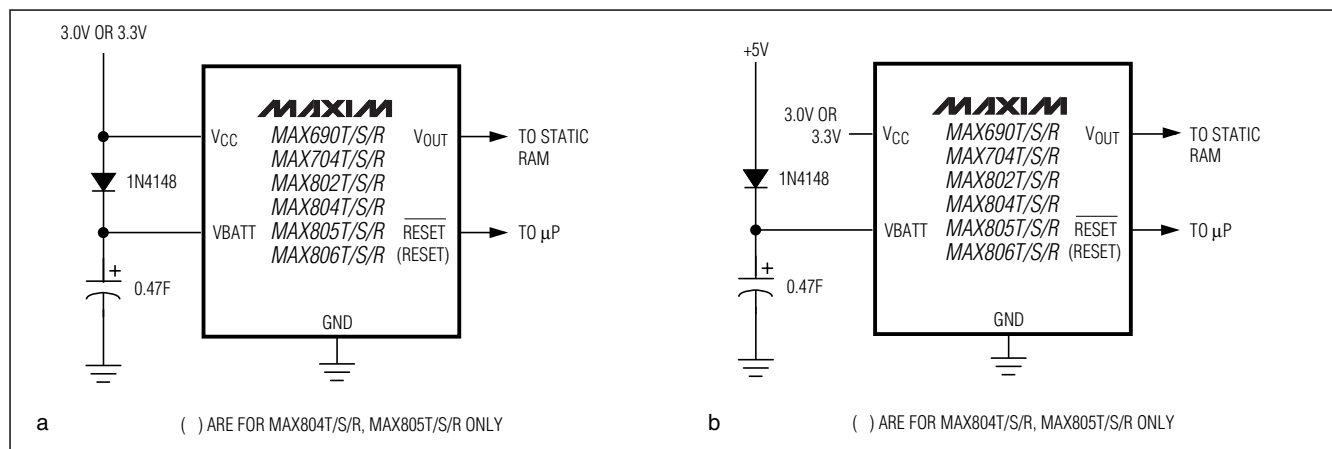 3.0V OR 3.3V
MAXIM
VCC
MAX690T/S/R
MAX704T/S/R
MAX802T/S/R
MAX804T/S/R
MAX805T/S/R
MAX806T/S/R
VOUT
TO STATIC
RAM
1N4148
VBATT
RESET
(RESET)
TO µP
+
0.47F
GND
a
( ) ARE FOR MAX804T/S/R, MAX805T/S/R ONLY
+5V
3.0V OR
3.3V
MAXIM
VCC
MAX690T/S/R
MAX704T/S/R
MAX802T/S/R
MAX804T/S/R
MAX805T/S/R
MAX806T/S/R
VOUT
TO STATIC
RAM
1N4148
VBATT
RESET
(RESET)
TO µP
+
0.47F
GND
b
( ) ARE FOR MAX804T/S/R, MAX805T/S/R ONLY